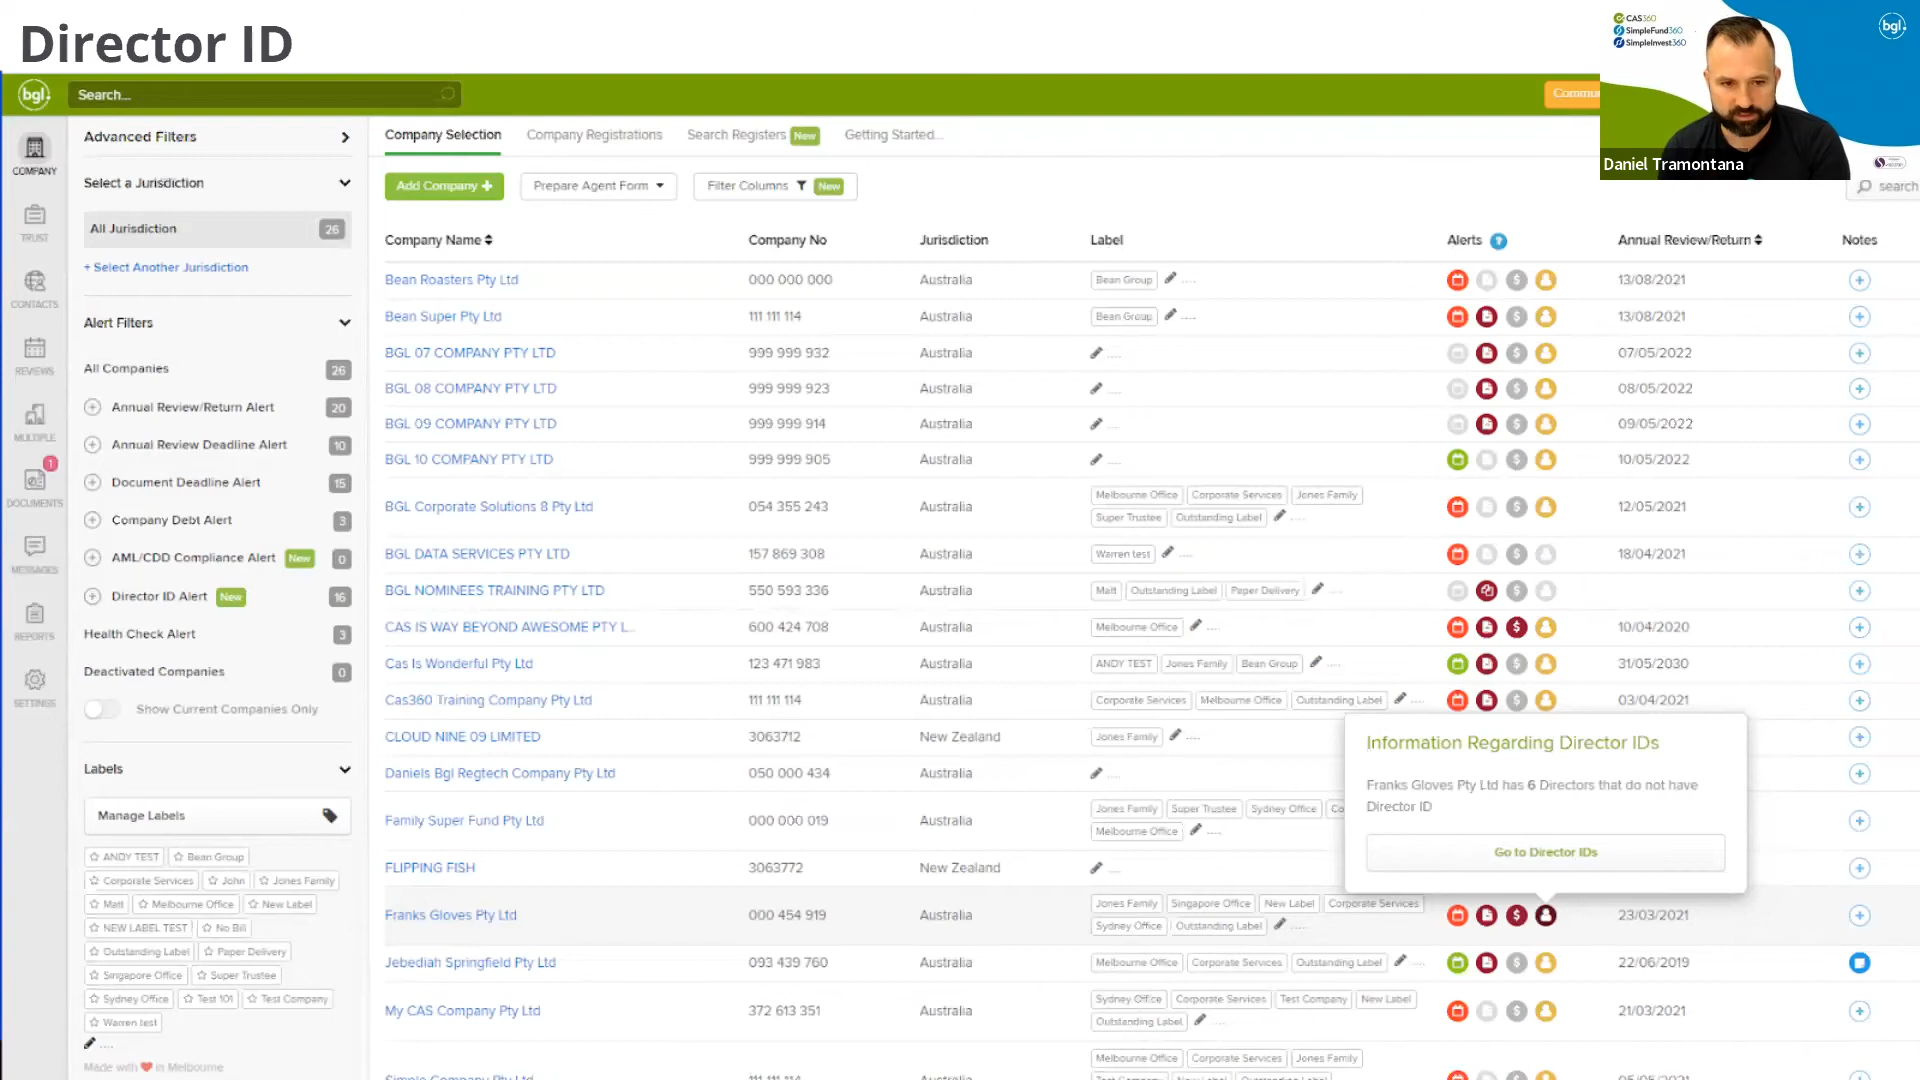 Director ID
CAS360
SimpleFund360
SimpleInvest360
bgl.
Daniel Tramontana
bgl.
Search...
Commun
search
COMPANY
TRUST
CONTACTS
REVIEWS
MULTIPLE
1
DOCUMENTS
MESSAGES
REPORTS
SETTINGS
Advanced Filters
Select a Jurisdiction
All Jurisdiction 26
+ Select Another Jurisdiction
Alert Filters
All Companies 26
Annual Review/Return Alert 20
Annual Review Deadline Alert 10
Document Deadline Alert 15
Company Debt Alert 3
AML/CDD Compliance Alert New 0
Director ID Alert New 16
Health Check Alert 3
Deactivated Companies 0
Show Current Companies Only
Labels
Manage Labels
ANDY TEST Bean Group
Corporate Services John Jones Family
Matt Melbourne Office New Label
NEW LABEL TEST No Bill
Outstanding Label Paper Delivery
Singapore Office Super Trustee
Sydney Office Test 101 Test Company
Warren test
....
Made with ❤ in Melbourne
Company Selection Company Registrations Search Registers New Getting Started...
Add Company + Prepare Agent Form Filter Columns New
Company Name Company No Jurisdiction Label Alerts ? Annual Review/Return Notes
Bean Roasters Pty Ltd 000 000 000 Australia Bean Group .... 13/08/2021
Bean Super Pty Ltd 111 111 114 Australia Bean Group .... 13/08/2021
BGL 07 COMPANY PTY LTD 999 999 932 Australia .... 07/05/2022
BGL 08 COMPANY PTY LTD 999 999 923 Australia .... 08/05/2022
BGL 09 COMPANY PTY LTD 999 999 914 Australia .... 09/05/2022
BGL 10 COMPANY PTY LTD 999 999 905 Australia .... 10/05/2022
BGL Corporate Solutions 8 Pty Ltd 054 355 243 Australia Melbourne Office Corporate Services Jones Family 12/05/2021
Super Trustee Outstanding Label ....
BGL DATA SERVICES PTY LTD 157 869 308 Australia Warren test .... 18/04/2021
BGL NOMINEES TRAINING PTY LTD 550 593 336 Australia Matt Outstanding Label Paper Delivery ....
CAS IS WAY BEYOND AWESOME PTY L... 600 424 708 Australia Melbourne Office .... $ 10/04/2020
Cas Is Wonderful Pty Ltd 123 471 983 Australia ANDY TEST Jones Family Bean Group .... 31/05/2030
Cas360 Training Company Pty Ltd 111 111 114 Australia Corporate Services Melbourne Office Outstanding Label .... 03/04/2021
CLOUD NINE 09 LIMITED 3063712 New Zealand Jones Family ....
Daniels Bgl Regtech Company Pty Ltd 050 000 434 Australia ....
Family Super Fund Pty Ltd 000 000 019 Australia Jones Family Super Trustee Sydney Office Co
Melbourne Office ....
FLIPPING FISH 3063772 New Zealand ....
Franks Gloves Pty Ltd 000 454 919 Australia Jones Family Singapore Office New Label Corporate Services 23/03/2021
Sydney Office Outstanding Label ....
Jebediah Springfield Pty Ltd 093 439 760 Australia Melbourne Office Corporate Services Outstanding Label .... 22/06/2019
My CAS Company Pty Ltd 372 613 351 Australia Sydney Office Corporate Services Test Company New Label 21/03/2021
Outstanding Label ....
Melbourne Office Corporate Services Jones Family
Simple Company Pty Ltd 111 111 114 Australia
Information Regarding Director IDs
Franks Gloves Pty Ltd has 6 Directors that do not have
Director ID
Go to Director IDs